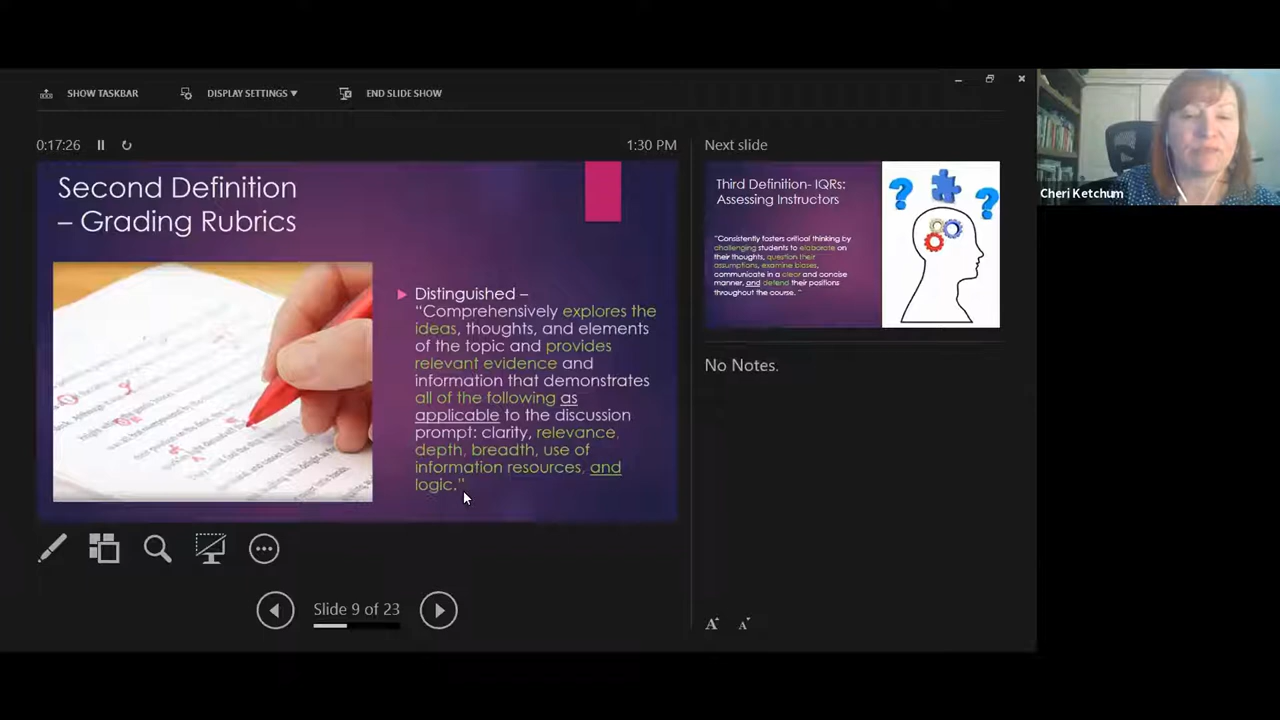 SHOW TASKBAR
DISPLAY SETTINGS ▼
END SLIDE SHOW
0:17:26
1:30 PM
Second Definition
– Grading Rubrics
Distinguished –
“Comprehensively explores the
ideas, thoughts, and elements
of the topic and provides
relevant evidence and
information that demonstrates
all of the following as
applicable to the discussion
prompt: clarity, relevance,
depth, breadth, use of
information resources, and
logic.”
Slide 9 of 23
Next slide
Third Definition- IQRs:
Assessing Instructors
“Consistently fosters critical thinking by
challenging students to elaborate on
their thoughts, question their
assumptions, examine biases,
communicate in a clear and concise
manner, and defend their positions
throughout the course. ”
? ?
No Notes.
A A
Cheri Ketchum